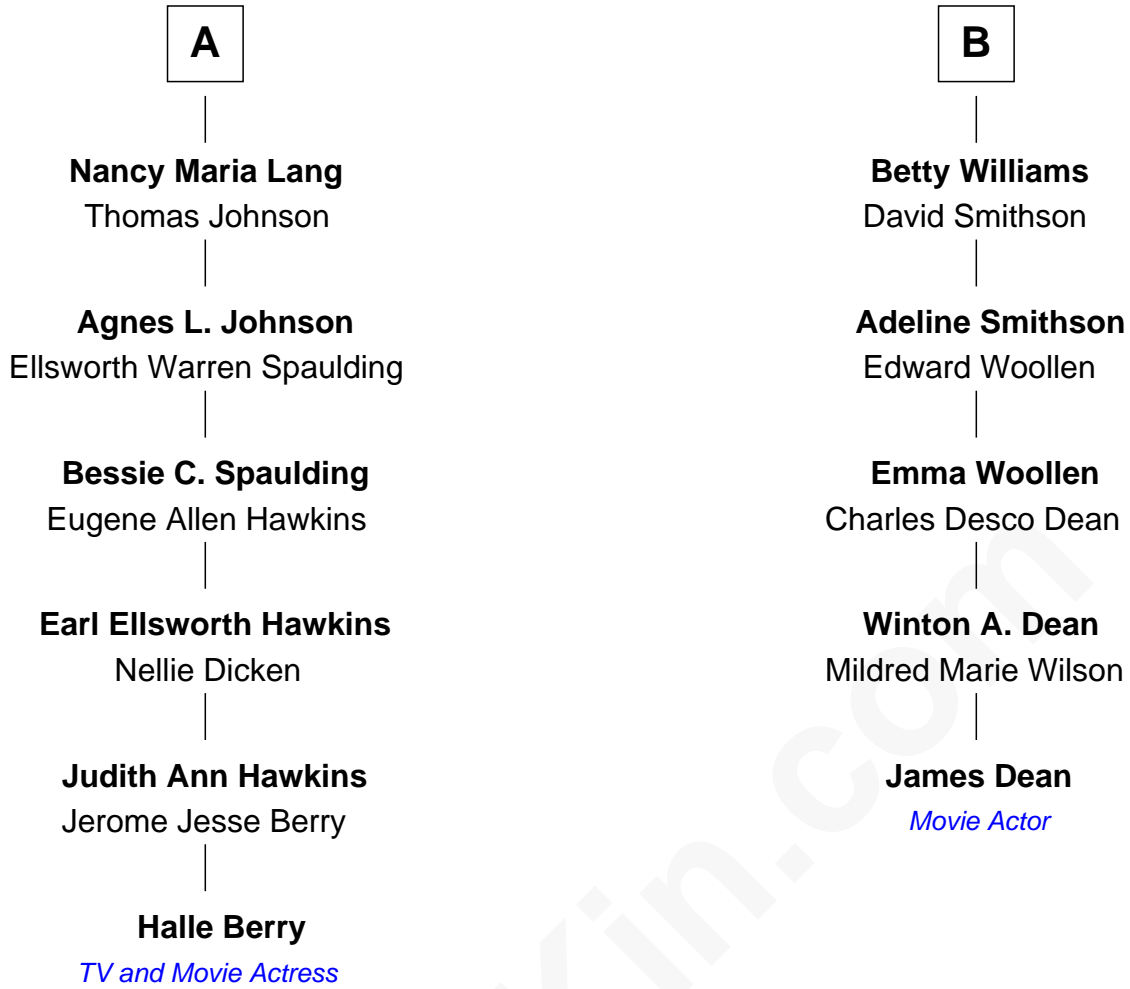 A
Nancy Maria Lang
Thomas Johnson
Agnes L. Johnson
Ellsworth Warren Spaulding
Bessie C. Spaulding
Eugene Allen Hawkins
Earl Ellsworth Hawkins
Nellie Dicken
Judith Ann Hawkins
Jerome Jesse Berry
Halle Berry
TV and Movie Actress
B
Betty Williams
David Smithson
Adeline Smithson
Edward Woollen
Emma Woollen
Charles Desco Dean
Winton A. Dean
Mildred Marie Wilson
James Dean
Movie Actor
Kin.com